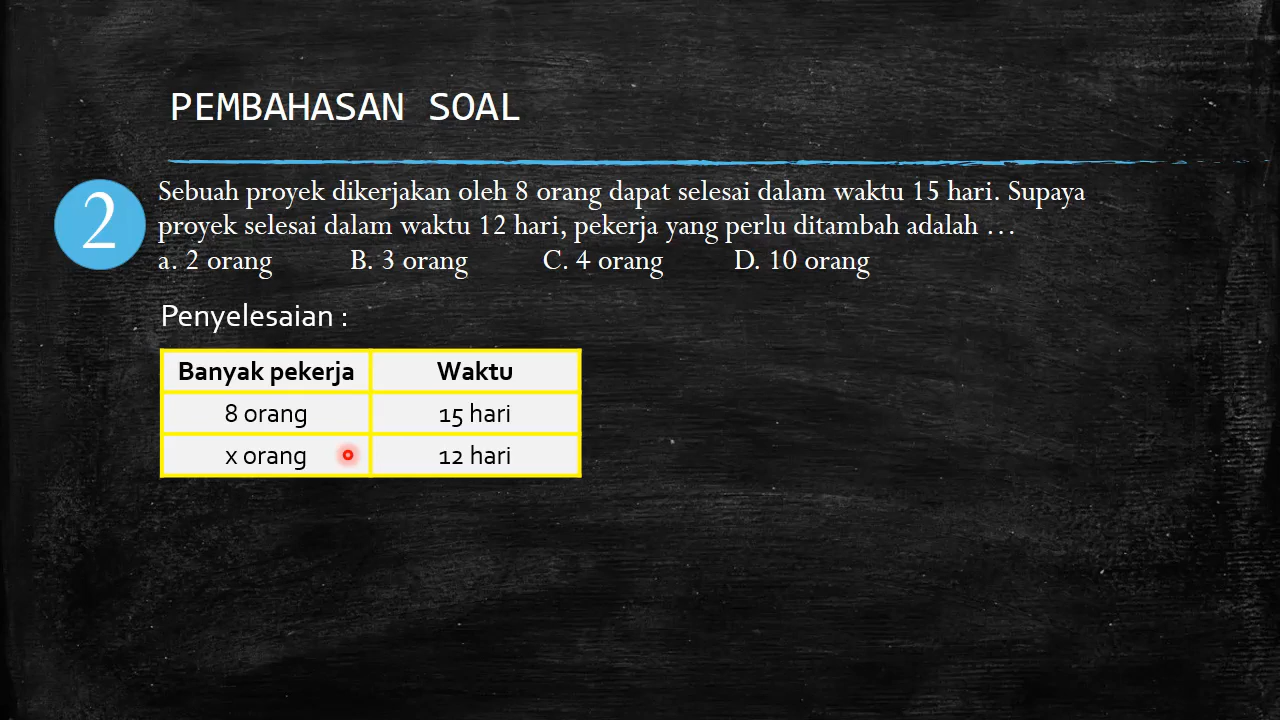 PEMBAHASAN SOAL
2
Sebuah proyek dikerjakan oleh 8 orang dapat selesai dalam waktu 15 hari. Supaya
proyek selesai dalam waktu 12 hari, pekerja yang perlu ditambah adalah …
a. 2 orang B. 3 orang C. 4 orang D. 10 orang
Penyelesaian :
Banyak pekerja Waktu
8 orang 15 hari
x orang 12 hari